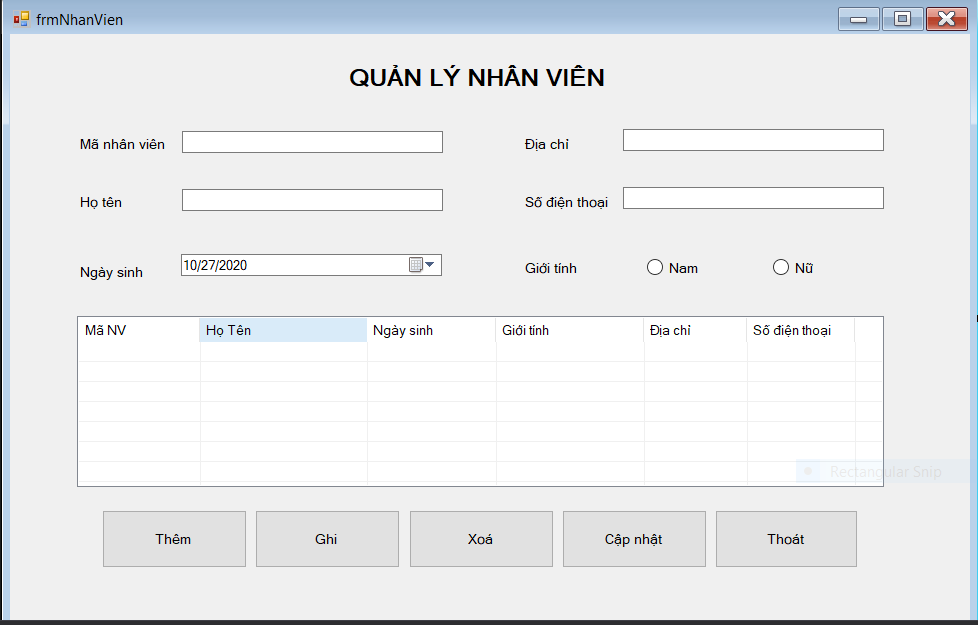 frmNhanVien
QUẢN LÝ NHÂN VIÊN
Mã nhân viên
Địa chỉ
Họ tên
Số điện thoại
Ngày sinh 10/27/2020
Giới tính Nam Nữ
Mã NV Họ Tên Ngày sinh Giới tính Địa chỉ Số điện thoại
Rectangular Snip
Thêm Ghi Xoá Cập nhật Thoát